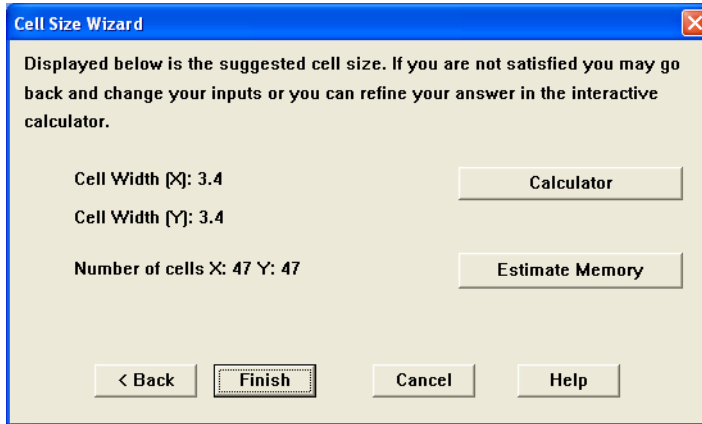 Cell Size Wizard
Displayed below is the suggested cell size. If you are not satisfied you may go
back and change your inputs or you can refine your answer in the interactive
calculator.
Cell Width (X): 3.4
Calculator
Cell Width (Y): 3.4
Number of cells X: 47 Y: 47
Estimate Memory
< Back
Finish
Cancel
Help